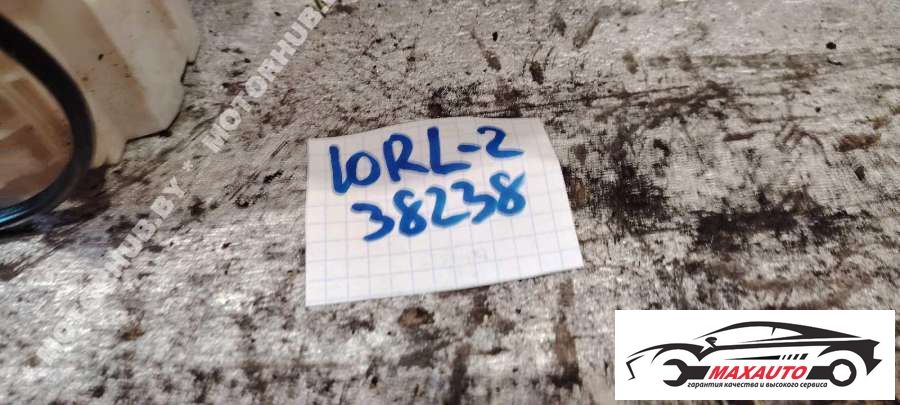 MOTORHUB.BY * MOTORHUB.BY
10RL-2
38238
MAXAUTO
гарантия качества и высокого сервиса